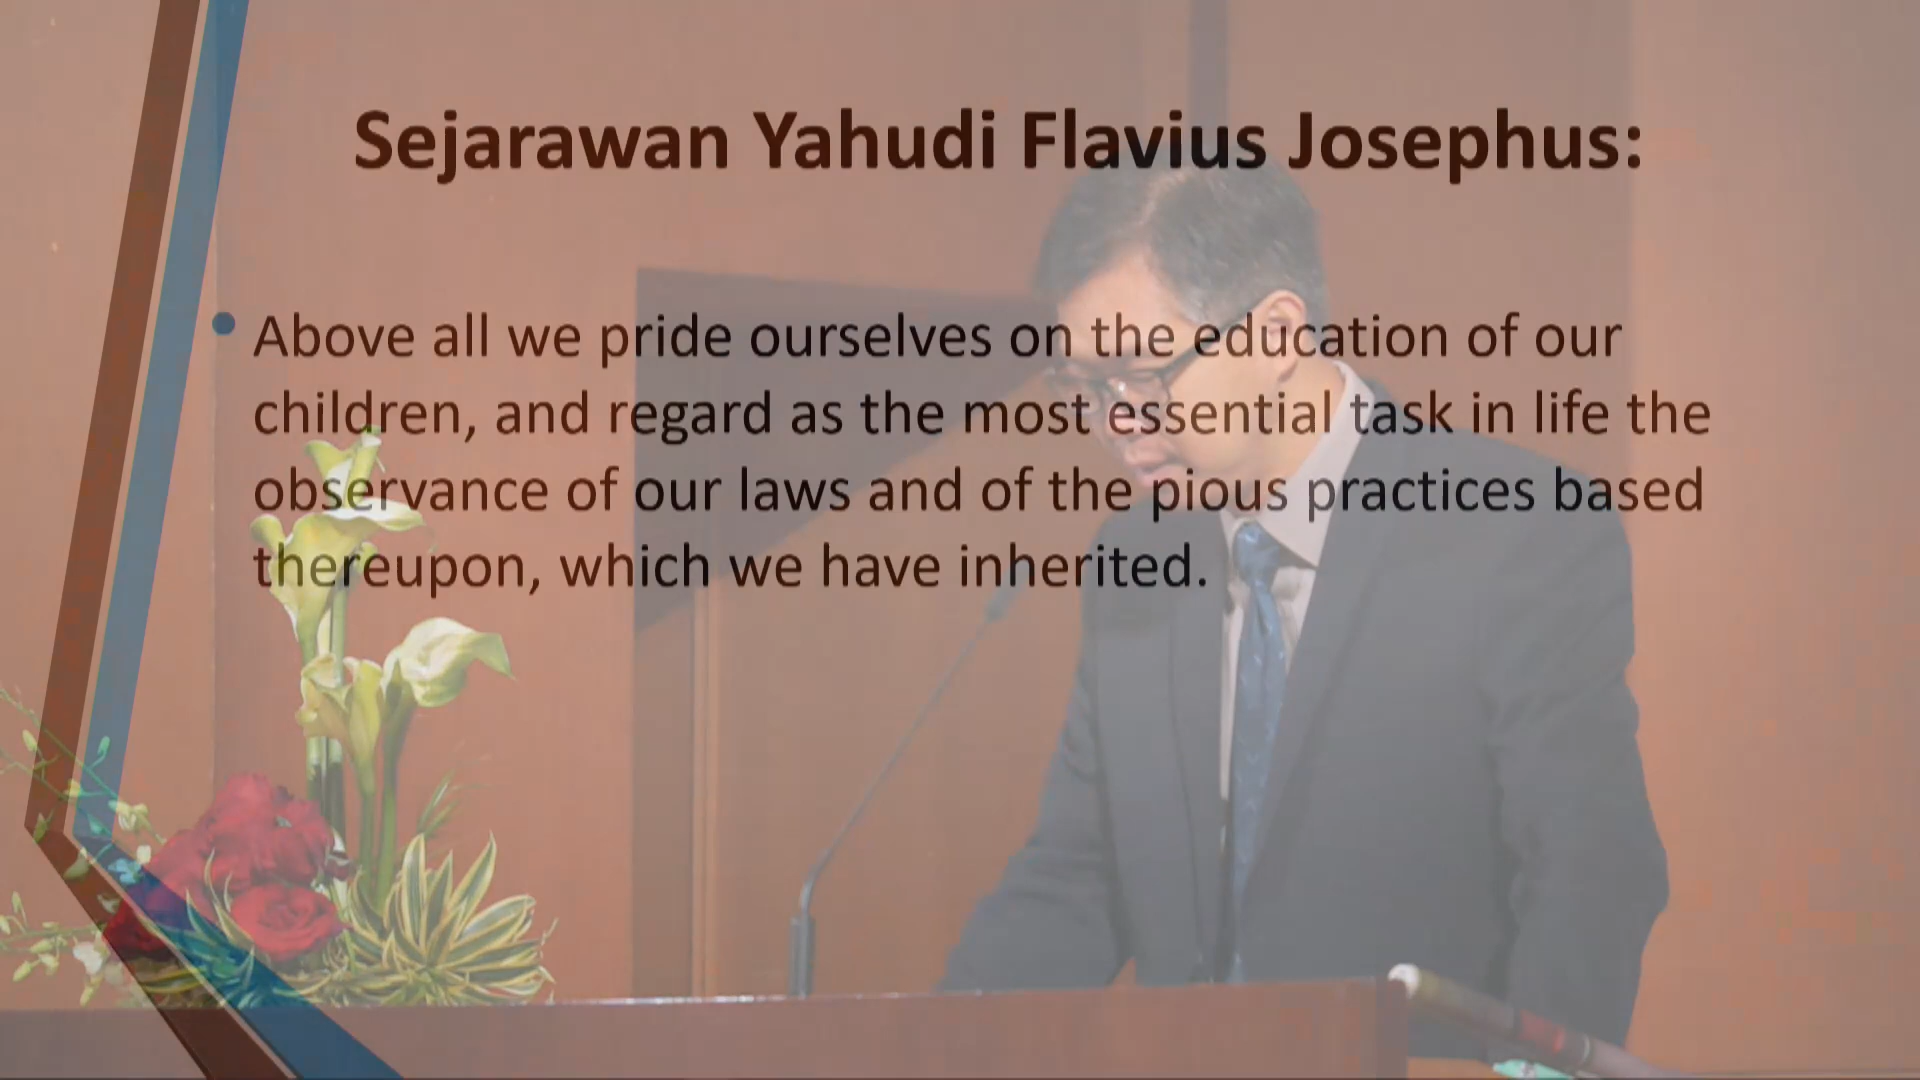 Sejarawan Yahudi Flavius Josephus:
• Above all we pride ourselves on the education of our
children, and regard as the most essential task in life the
observance of our laws and of the pious practices based
thereupon, which we have inherited.